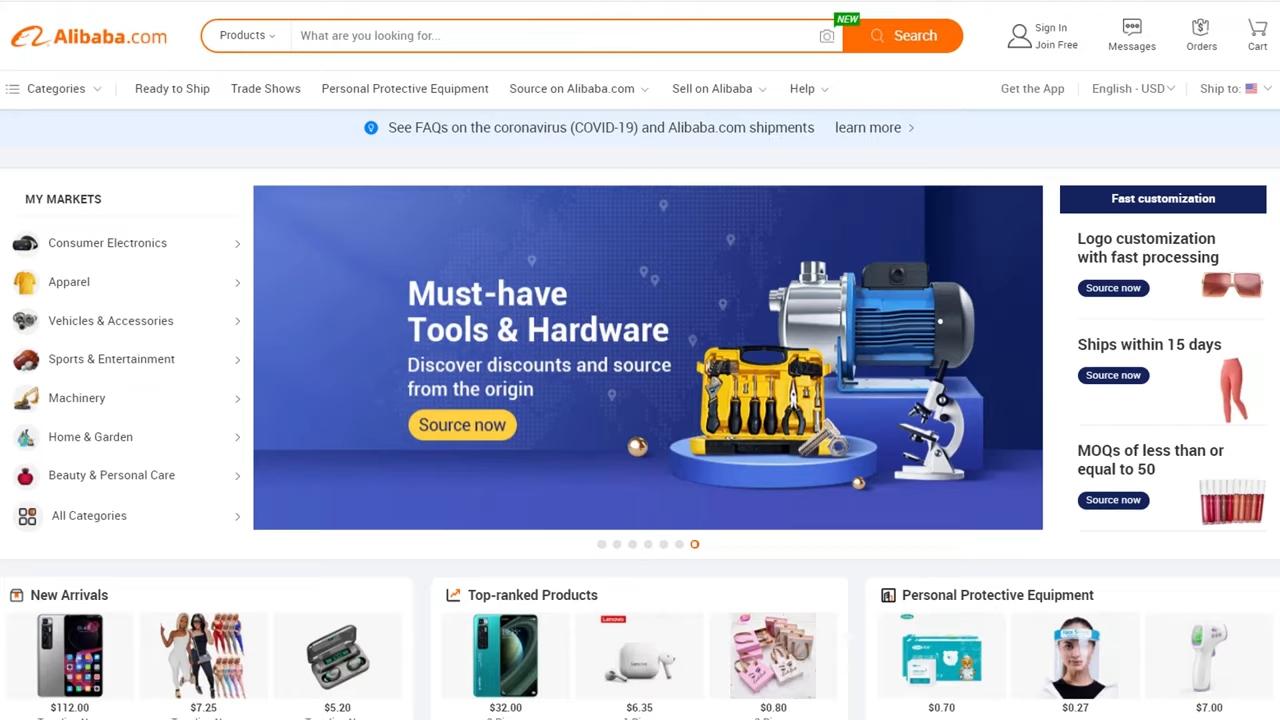 Alibaba.com
Products
What are you looking for...
NEW
Search
Sign In
Join Free
Messages
Orders
Cart
Categories
Ready to Ship
Trade Shows
Personal Protective Equipment
Source on Alibaba.com
Sell on Alibaba
Help
Get the App
English - USD
Ship to:
See FAQs on the coronavirus (COVID-19) and Alibaba.com shipments
learn more
MY MARKETS
Consumer Electronics
Apparel
Vehicles & Accessories
Sports & Entertainment
Machinery
Home & Garden
Beauty & Personal Care
All Categories
Must-have
Tools & Hardware
Discover discounts and source
from the origin
Source now
Fast customization
Logo customization
with fast processing
Source now
Ships within 15 days
Source now
MOQs of less than or
equal to 50
Source now
New Arrivals
$112.00
$7.25
$5.20
Top-ranked Products
Lenovo
$32.00
$6.35
$0.80
Personal Protective Equipment
$0.70
$0.27
$7.00